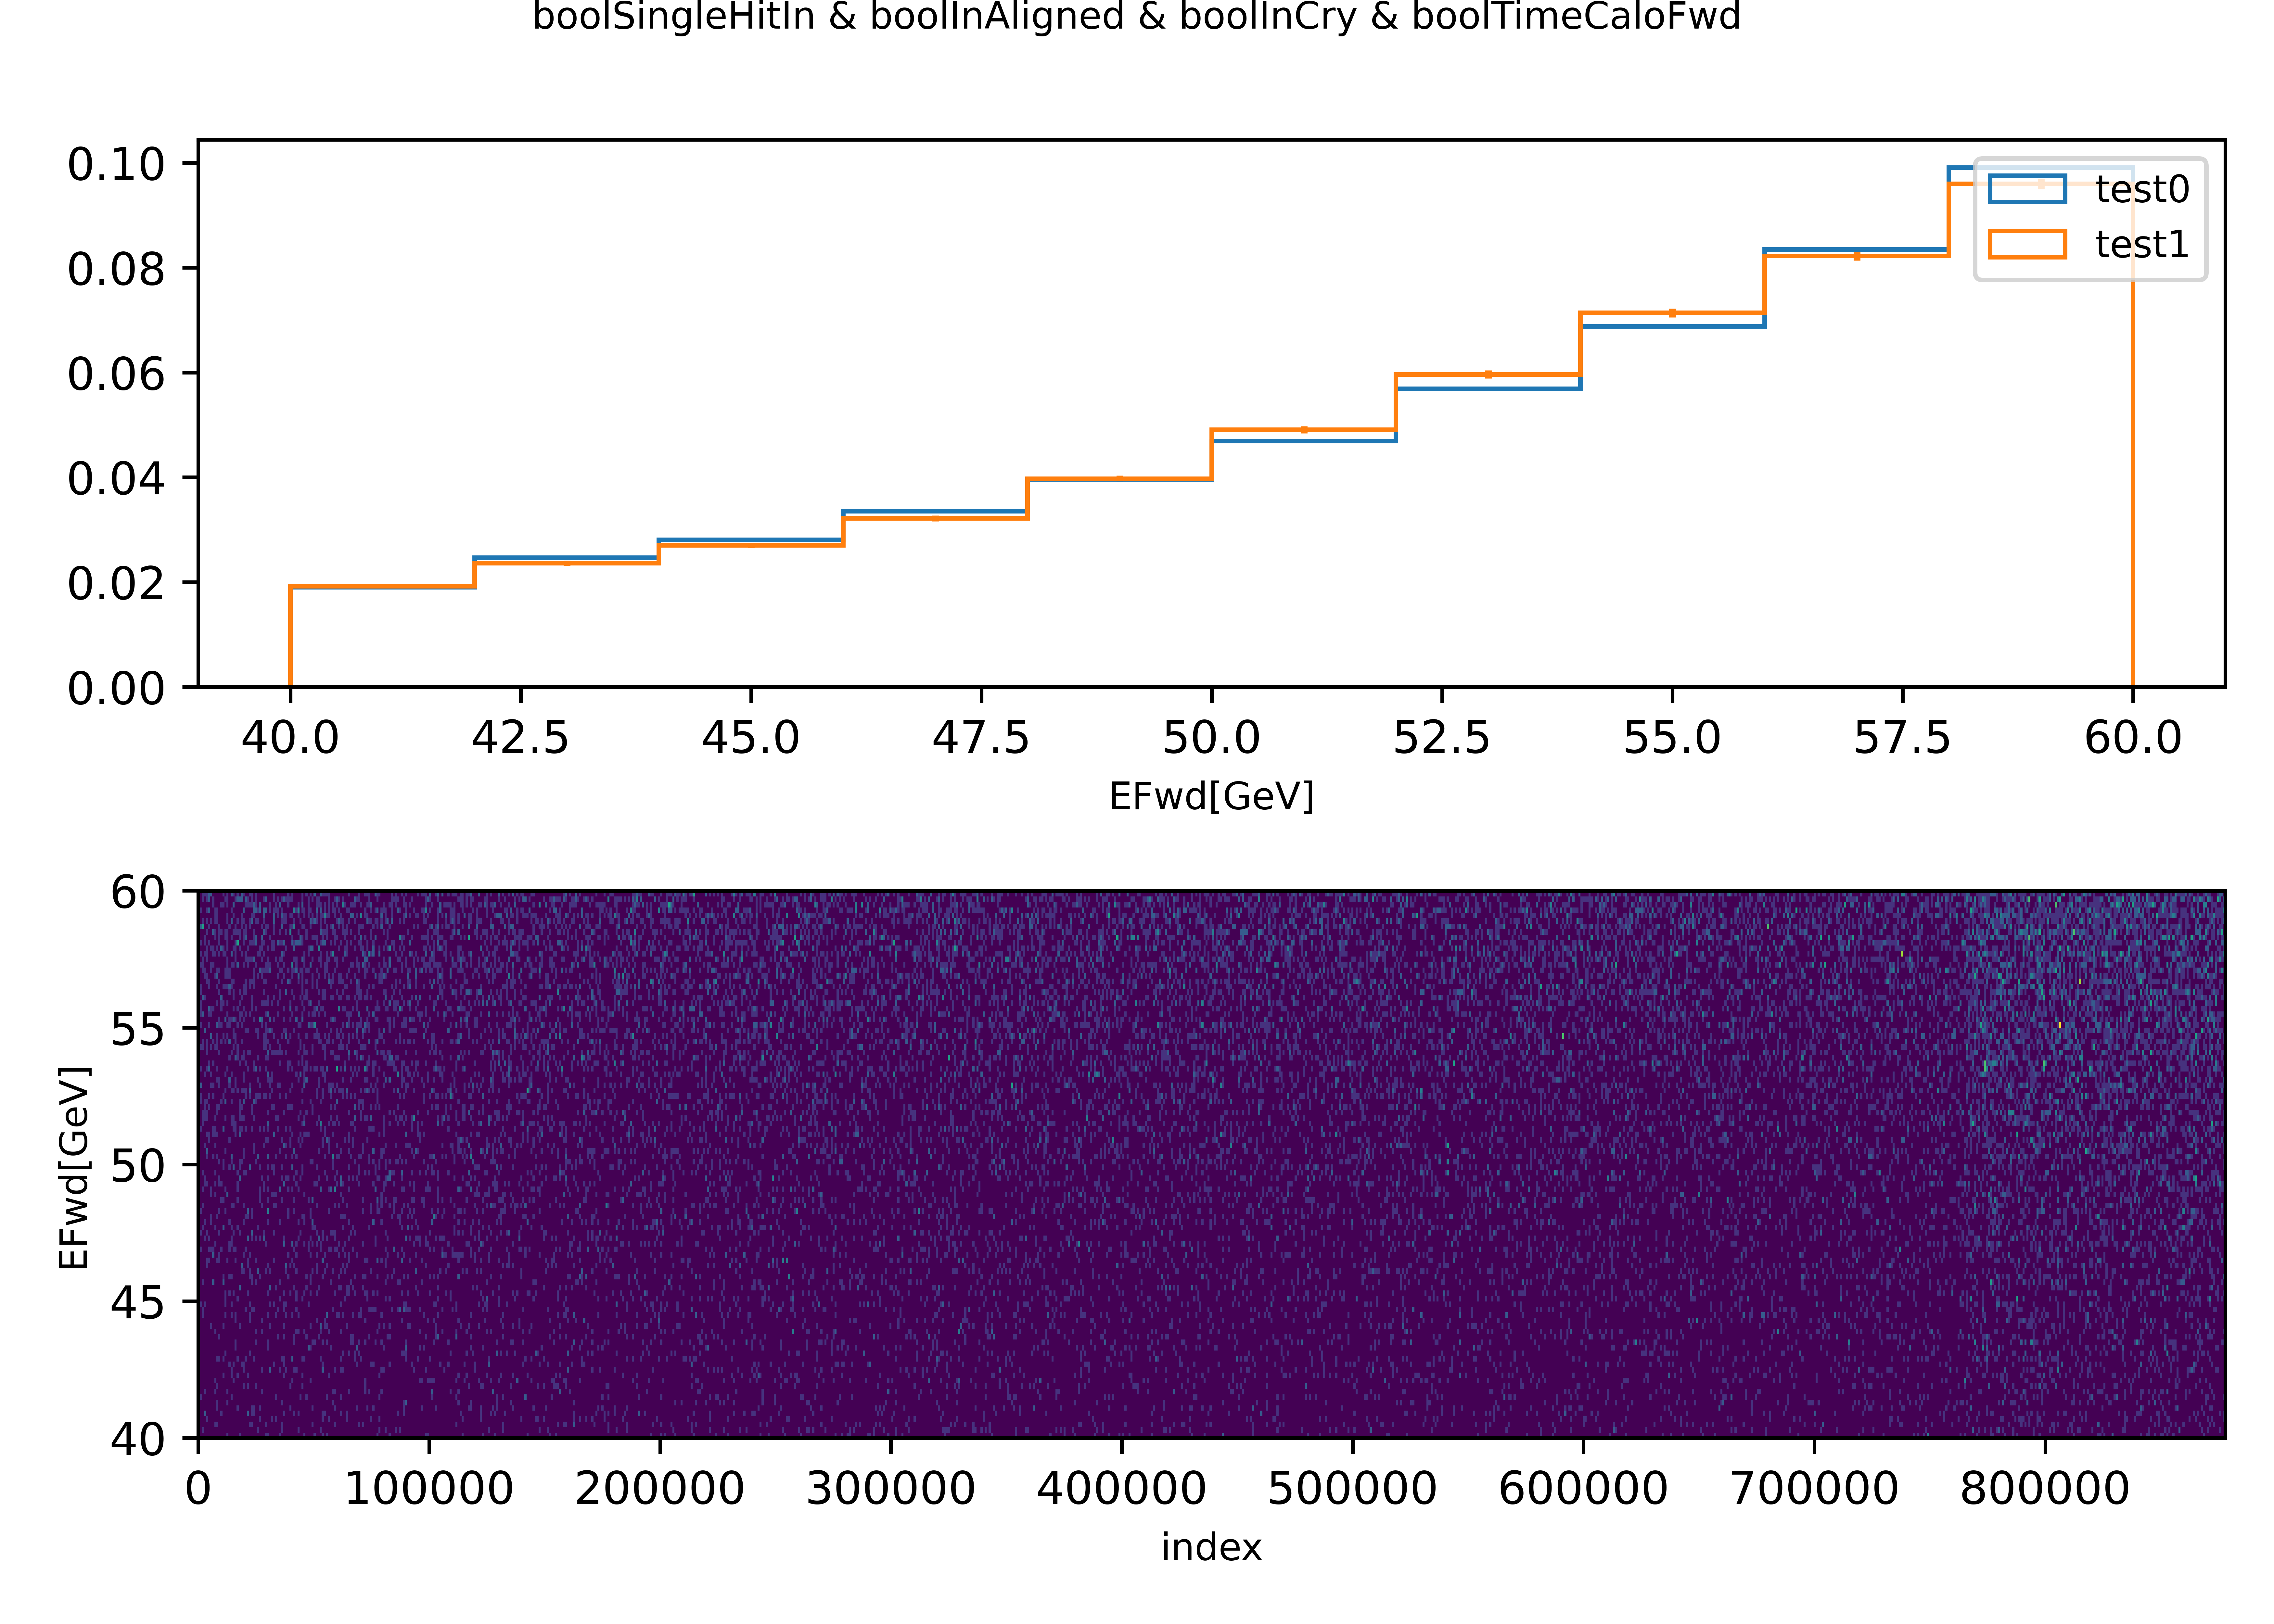 boolSingleHitIn & boolInAligned & boolInCry & boolTimeCaloFwd
0.10
0.08
0.06
0.04
0.02
0.00
test0
test1
40.0 42.5 45.0 47.5 50.0 52.5 55.0 57.5 60.0
EFwd[GeV]
60
55
50
45
40
EFwd[GeV]
0 100000 200000 300000 400000 500000 600000 700000 800000
index